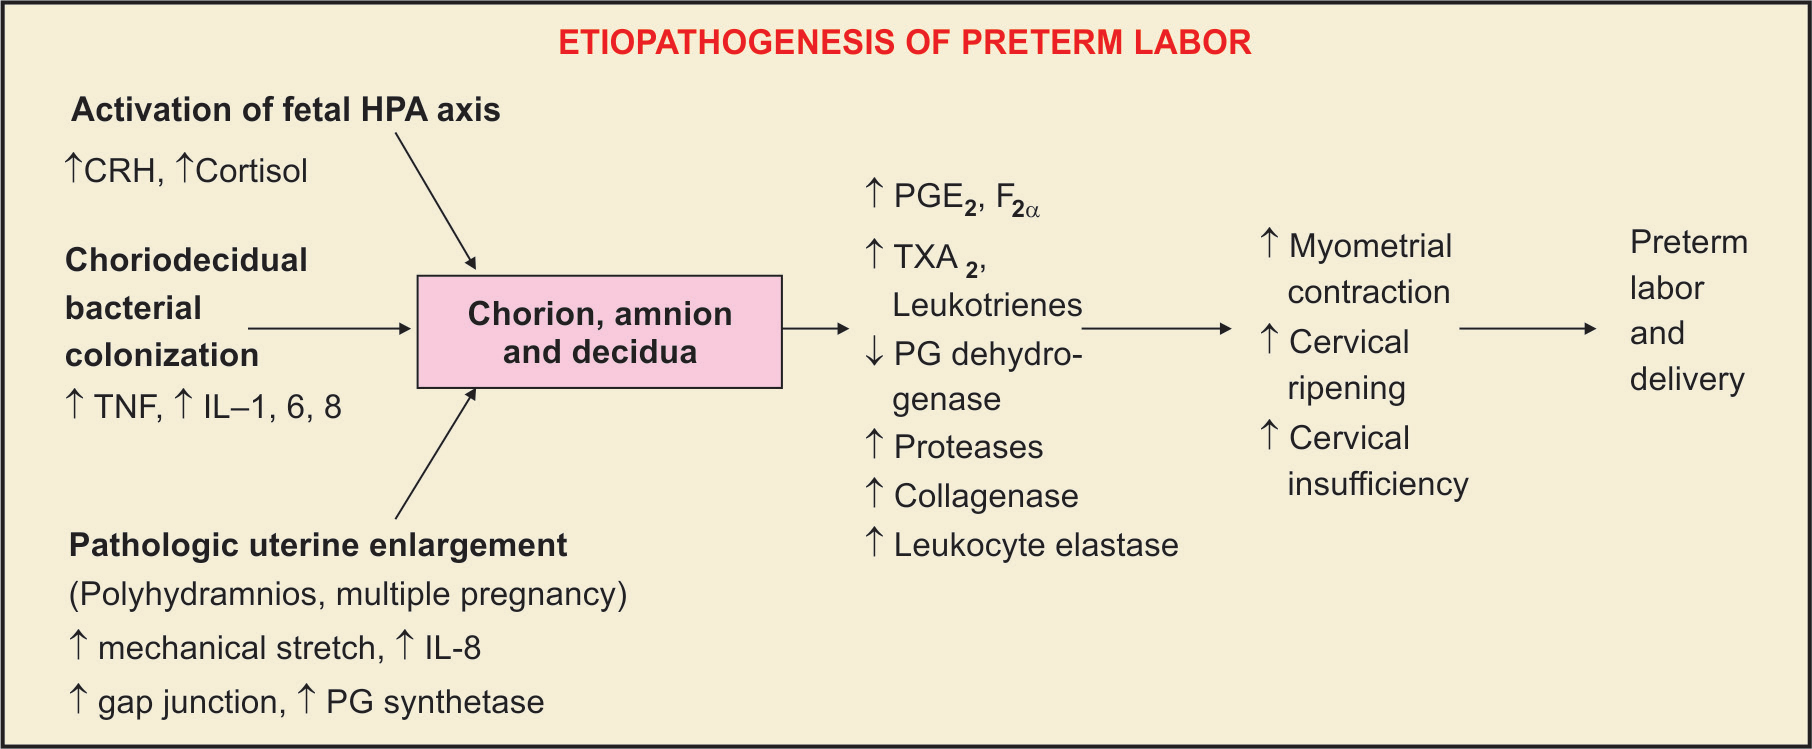 ETIOPATHOGENESIS OF PRETERM LABOR
Activation of fetal HPA axis
↑CRH, ↑Cortisol
Choriodecidual
bacterial
colonization
↑ TNF, ↑ IL–1, 6, 8
Pathologic uterine enlargement
(Polyhydramnios, multiple pregnancy)
↑ mechanical stretch, ↑ IL-8
↑ gap junction, ↑ PG synthetase
Chorion, amnion
and decidua
↑ PGE₂, F₂α
↑ TXA ₂,
Leukotrienes
↓ PG dehydro-
genase
↑ Proteases
↑ Collagenase
↑ Leukocyte elastase
↑ Myometrial
contraction
↑ Cervical
ripening
↑ Cervical
insufficiency
Preterm
labor
and
delivery